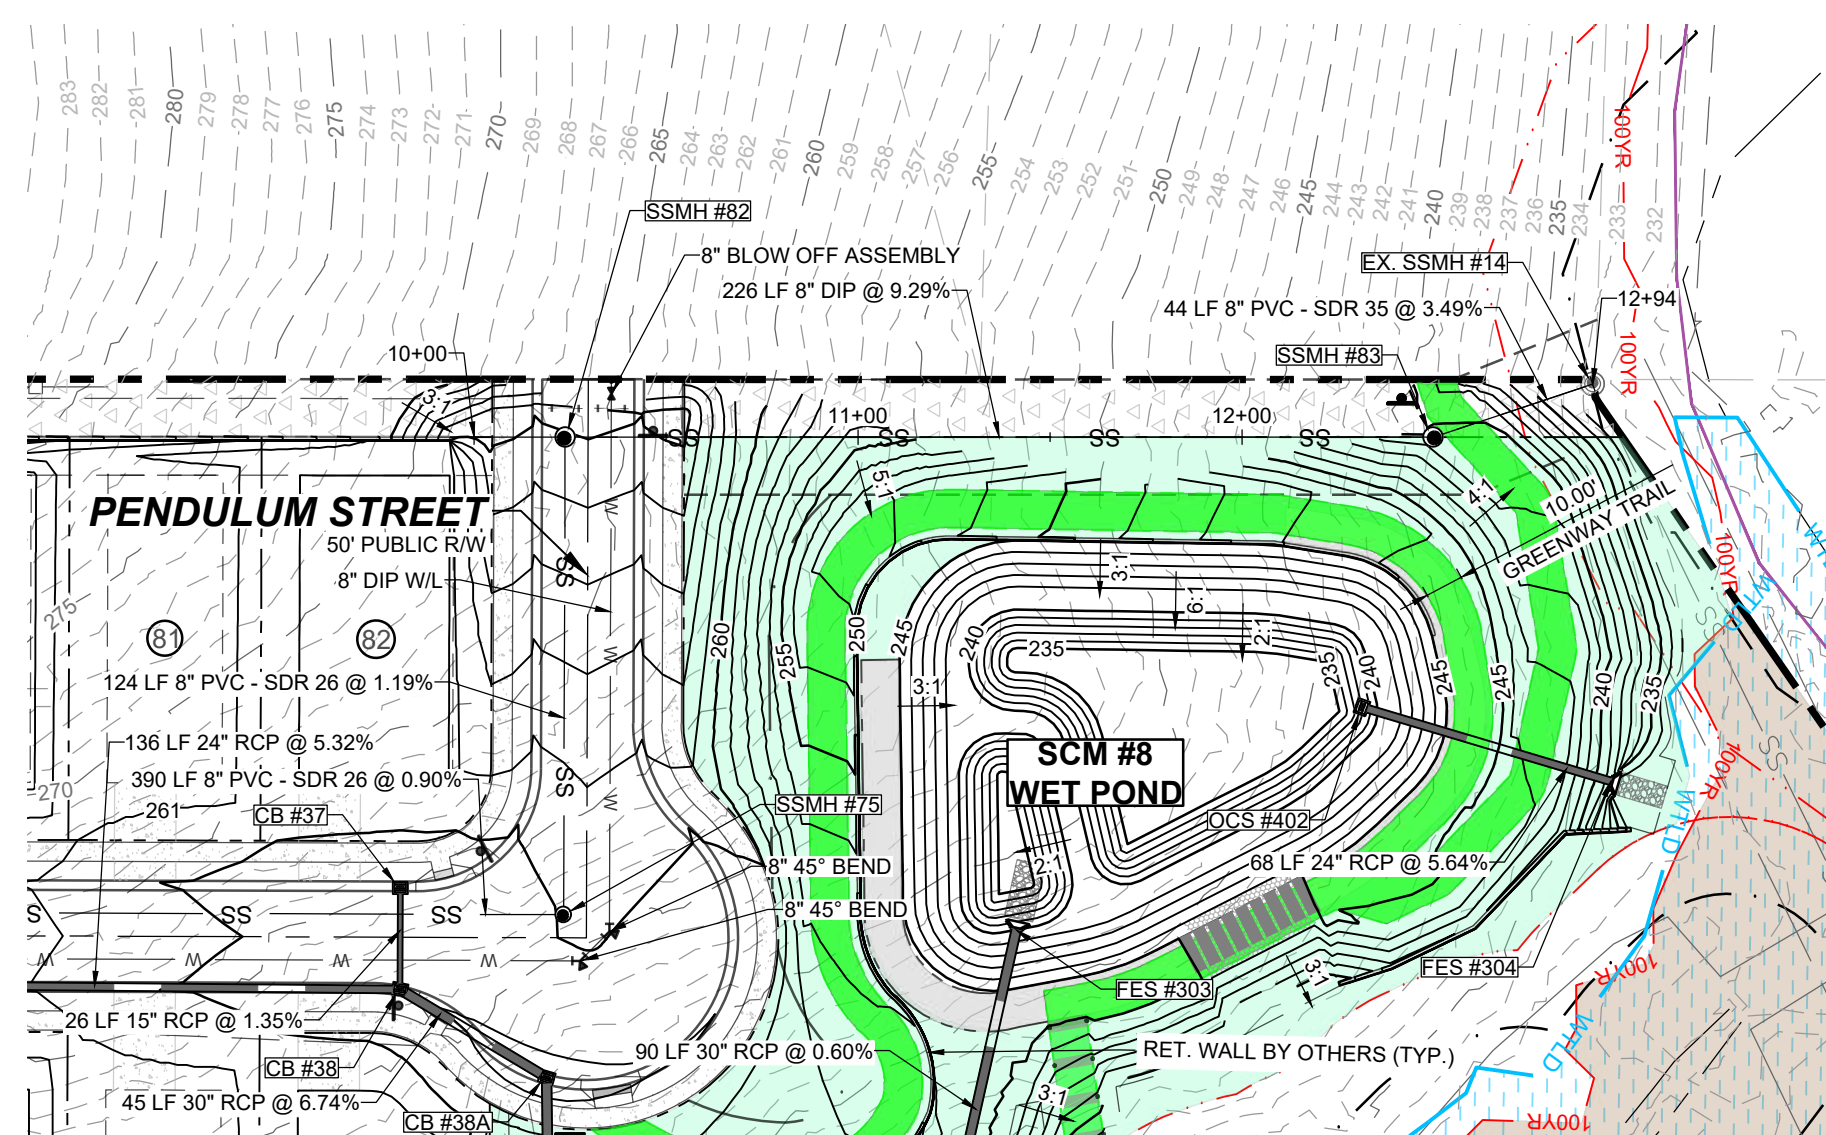 283
282
281
280
279
278
277
276
275
274
273
272
271
270
269
268
267
266
265
264
263
262
261
260
259
258
257
256
255
254
253
252
251
250
249
248
247
246
245
244
243
242
241
240
239
238
237
236
235
234
233
232
100YR
SSMH #82
8" BLOW OFF ASSEMBLY
226 LF 8" DIP @ 9.29%
EX. SSMH #14
44 LF 8" PVC - SDR 35 @ 3.49%
12+94
10+00
SSMH #83
100YR
3:1
11+00
12+00
SS
SS
SS
SS
5:1
4:1
10.00'
GREENWAY TRAIL
PENDULUM STREET
50' PUBLIC R/W
8" DIP W/L
W
SS
3:1
6:1
2:1
100YR
WTLD
275
81
82
W
260
255
250
245
240
235
235
240
245
245
240
235
SS
124 LF 8" PVC - SDR 26 @ 1.19%
3:1
136 LF 24" RCP @ 5.32%
390 LF 8" PVC - SDR 26 @ 0.90%
SS
W
SCM #8
WET POND
SS
100YR
270
261
CB #37
SSMH #75
OCS #402
WTLD
8" 45° BEND
2:1
68 LF 24" RCP @ 5.64%
8" 45° BEND
S
SS
SS
W
W
W
W
3:1
FES #304
100YR
FES #303
26 LF 15" RCP @ 1.35%
90 LF 30" RCP @ 0.60%
RET. WALL BY OTHERS (TYP.)
WTLD
CB #38
3:1
45 LF 30" RCP @ 6.74%
CB #38A
100YR